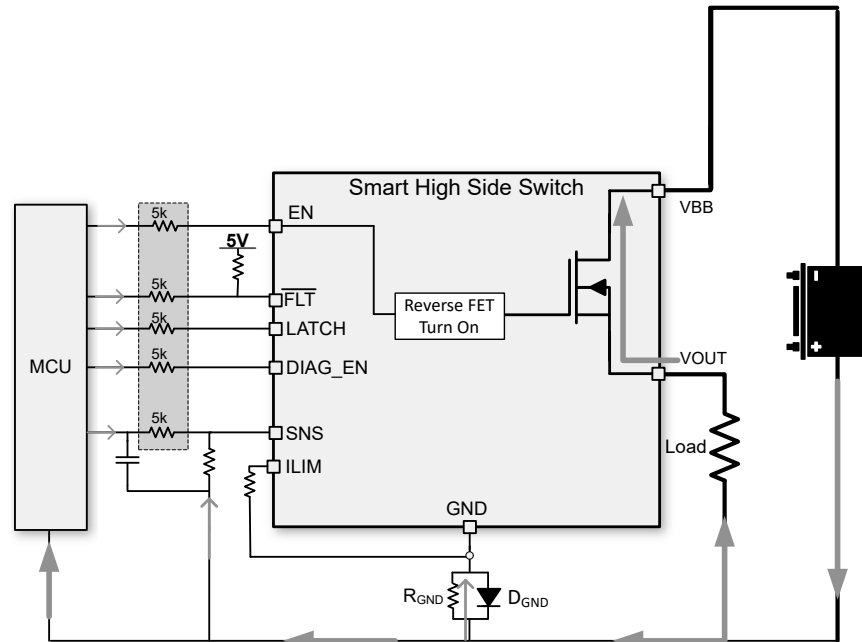 Smart High Side Switch
VBB
5k
EN
5V
5k
FLT
5k
LATCH
Reverse FET
Turn On
MCU
5k
DIAG_EN
VOUT
-
+
5k
SNS
ILIM
Load
GND
RGND
DGND